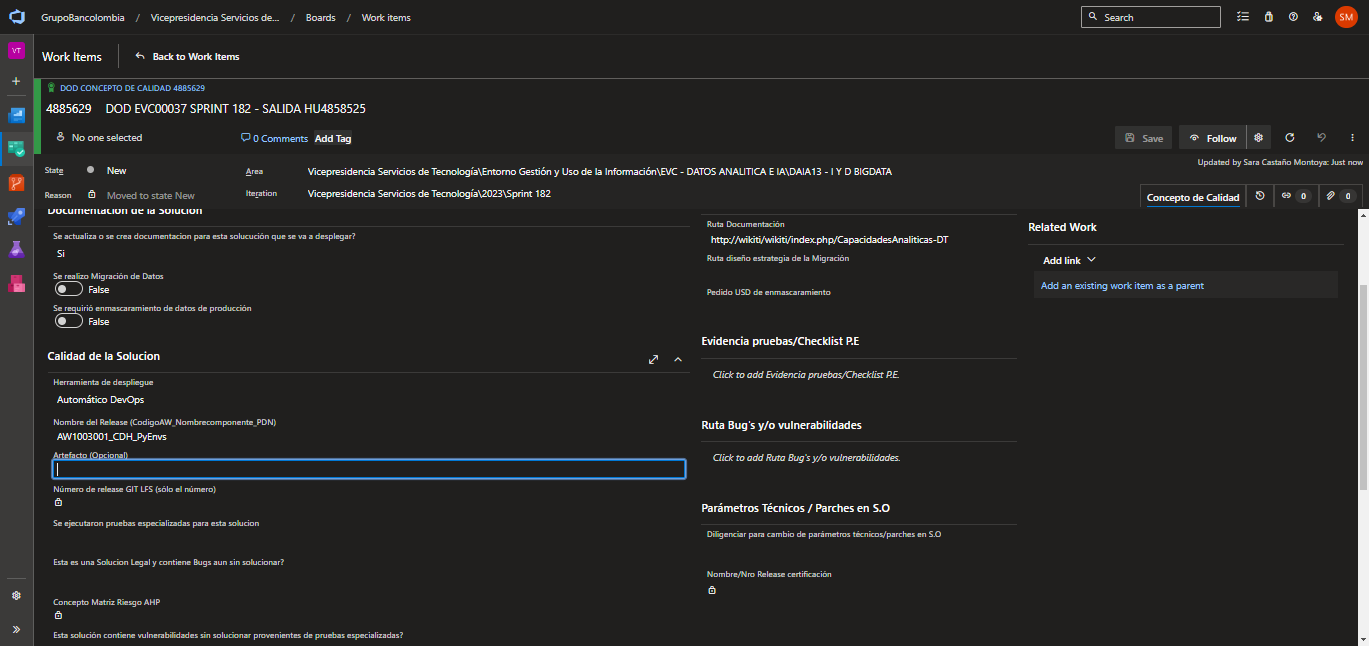 GrupoBancolombia / Vicepresidencia Servicios de... / Boards / Work items
Search
SM
VT
Work Items
Back to Work Items
DOD CONCEPTO DE CALIDAD 4885629
4885629 DOD EVC00037 SPRINT 182 - SALIDA HU4858525
No one selected
0 Comments
Add Tag
Save
Follow
Updated by Sara Castaño Montoya: Just now
State
New
Area
Vicepresidencia Servicios de Tecnología\Entorno Gestión y Uso de la Información\EVC - DATOS ANALITICA E IA\DAIA13 - I Y D BIGDATA
Reason
Moved to state New
Iteration
Vicepresidencia Servicios de Tecnología\2023\Sprint 182
Concepto de Calidad
0
0
Documentacion de la Solucion
Se actualiza o se crea documentacion para esta solucución que se va a desplegar?
Si
Se realizo Migración de Datos
False
Se requirió enmascaramiento de datos de producción
False
Calidad de la Solucion
Herramienta de despliegue
Automático DevOps
Nombre del Release (CodigoAW_Nombrecomponente_PDN)
AW1003001_CDH_PyEnvs
Artefacto (Opcional)
Número de release GIT LFS (sólo el número)
Se ejecutaron pruebas especializadas para esta solucion
Esta es una Solucion Legal y contiene Bugs aun sin solucionar?
Concepto Matriz Riesgo AHP
Esta solución contiene vulnerabilidades sin solucionar provenientes de pruebas especializadas?
Ruta Documentación
http://wikiti/wikiti/index.php/CapacidadesAnaliticas-DT
Ruta diseño estrategia de la Migración
Pedido USD de enmascaramiento
Evidencia pruebas/Checklist P.E
Click to add Evidencia pruebas/Checklist P.E.
Ruta Bug's y/o vulnerabilidades
Click to add Ruta Bug's y/o vulnerabilidades.
Parámetros Técnicos / Parches en S.O
Diligenciar para cambio de parámetros técnicos/parches en S.O
Nombre/Nro Release certificación
Related Work
Add link
Add an existing work item as a parent